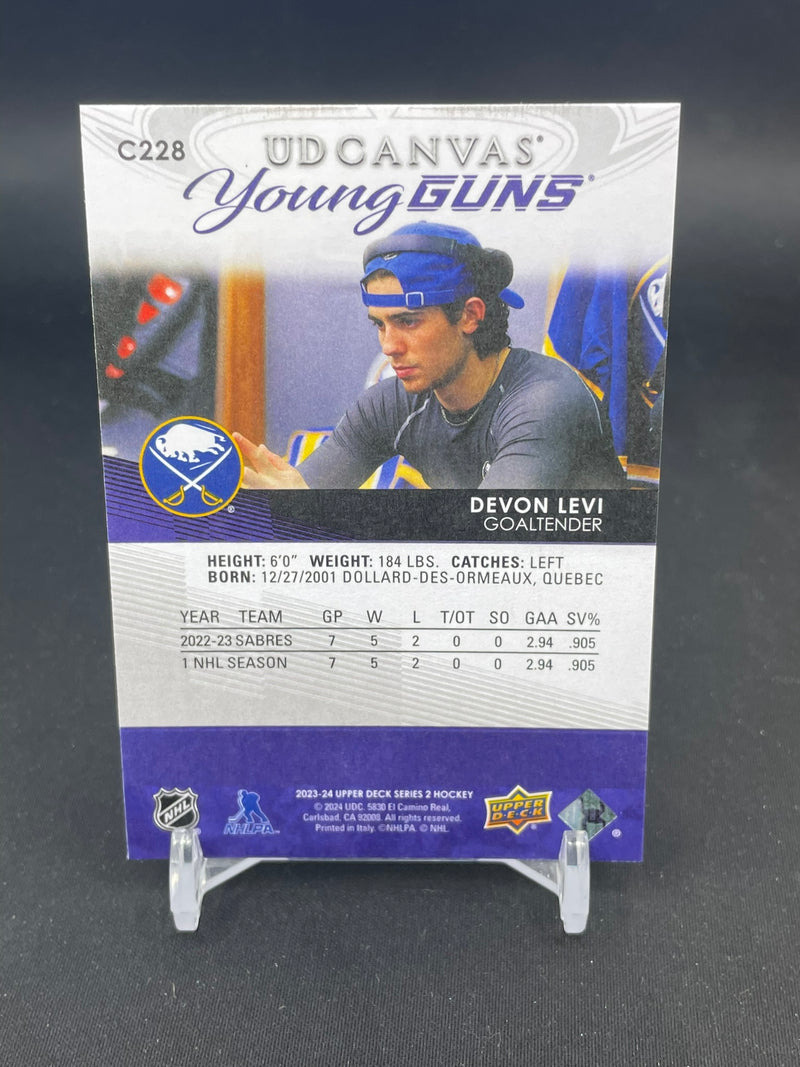 C228
UD CANVAS®
Young GUNS®
®
DEVON LEVI
GOALTENDER
HEIGHT: 6'0" WEIGHT: 184 LBS. CATCHES: LEFT
BORN: 12/27/2001 DOLLARD-DES-ORMEAUX, QUEBEC
YEAR TEAM GP W L T/OT SO GAA SV%
2022-23 SABRES 7 5 2 0 0 2.94 .905
1 NHL SEASON 7 5 2 0 0 2.94 .905
2023-24 UPPER DECK SERIES 2 HOCKEY
© 2024 UDC. 5830 El Camino Real,
Carlsbad, CA 92008. All rights reserved.
Printed in Italy. ©NHLPA © NHL.
NHL
NHLPA
UPPER
DECK
®